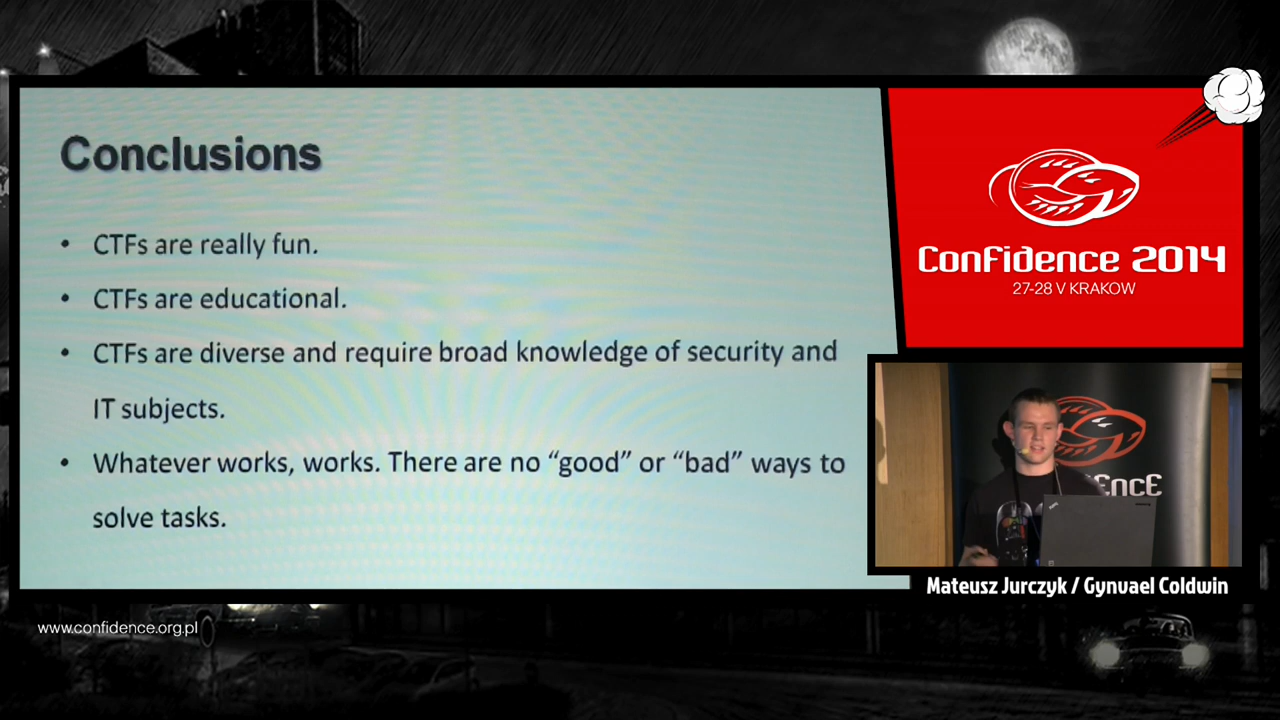 Conclusions
• CTFs are really fun.
• CTFs are educational.
• CTFs are diverse and require broad knowledge of security and
IT subjects.
• Whatever works, works. There are no “good” or “bad” ways to
solve tasks.
Confidence 2014
27-28 V KRAKOW
ENCE
Mateusz Jurczyk / Gynvael Coldwin
www.confidence.org.pl